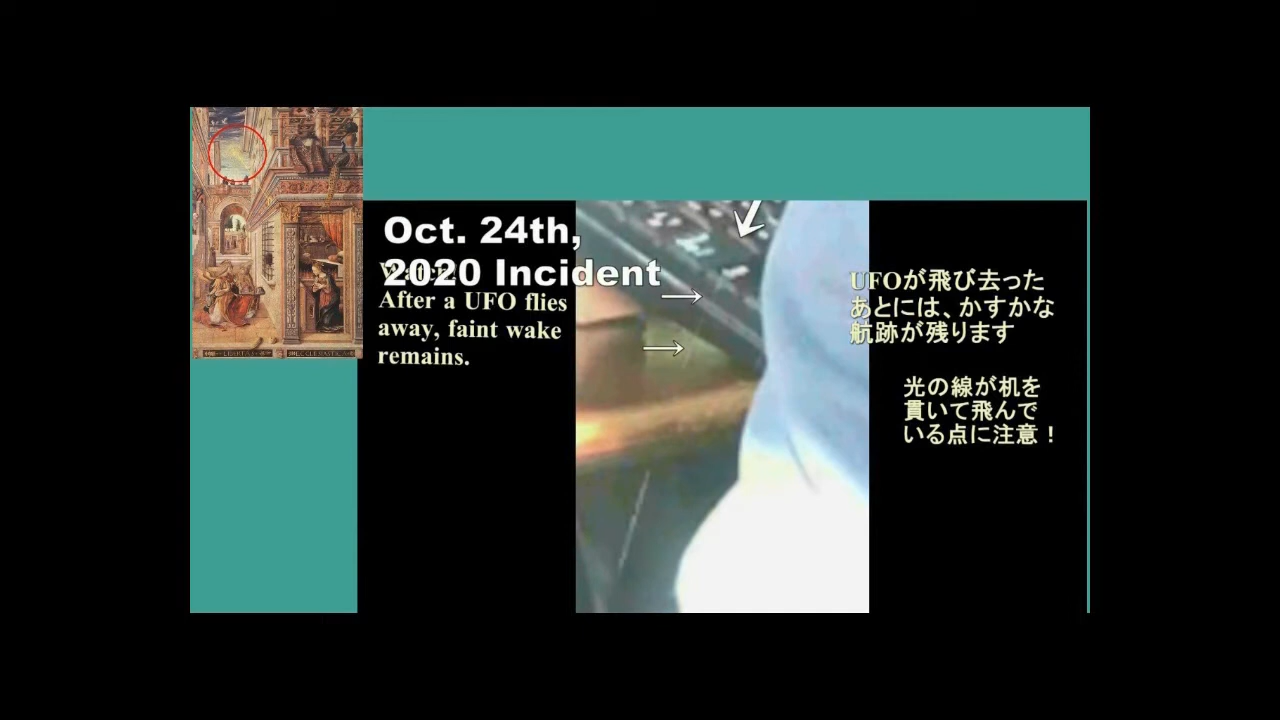 Oct. 24th,
2020 Incident
After a UFO flies
away, faint wake
remains.
UFOが飛び去った
あとには、かすかな
航跡が残ります
光の線が机を
貫いて飛んで
いる点に注意！